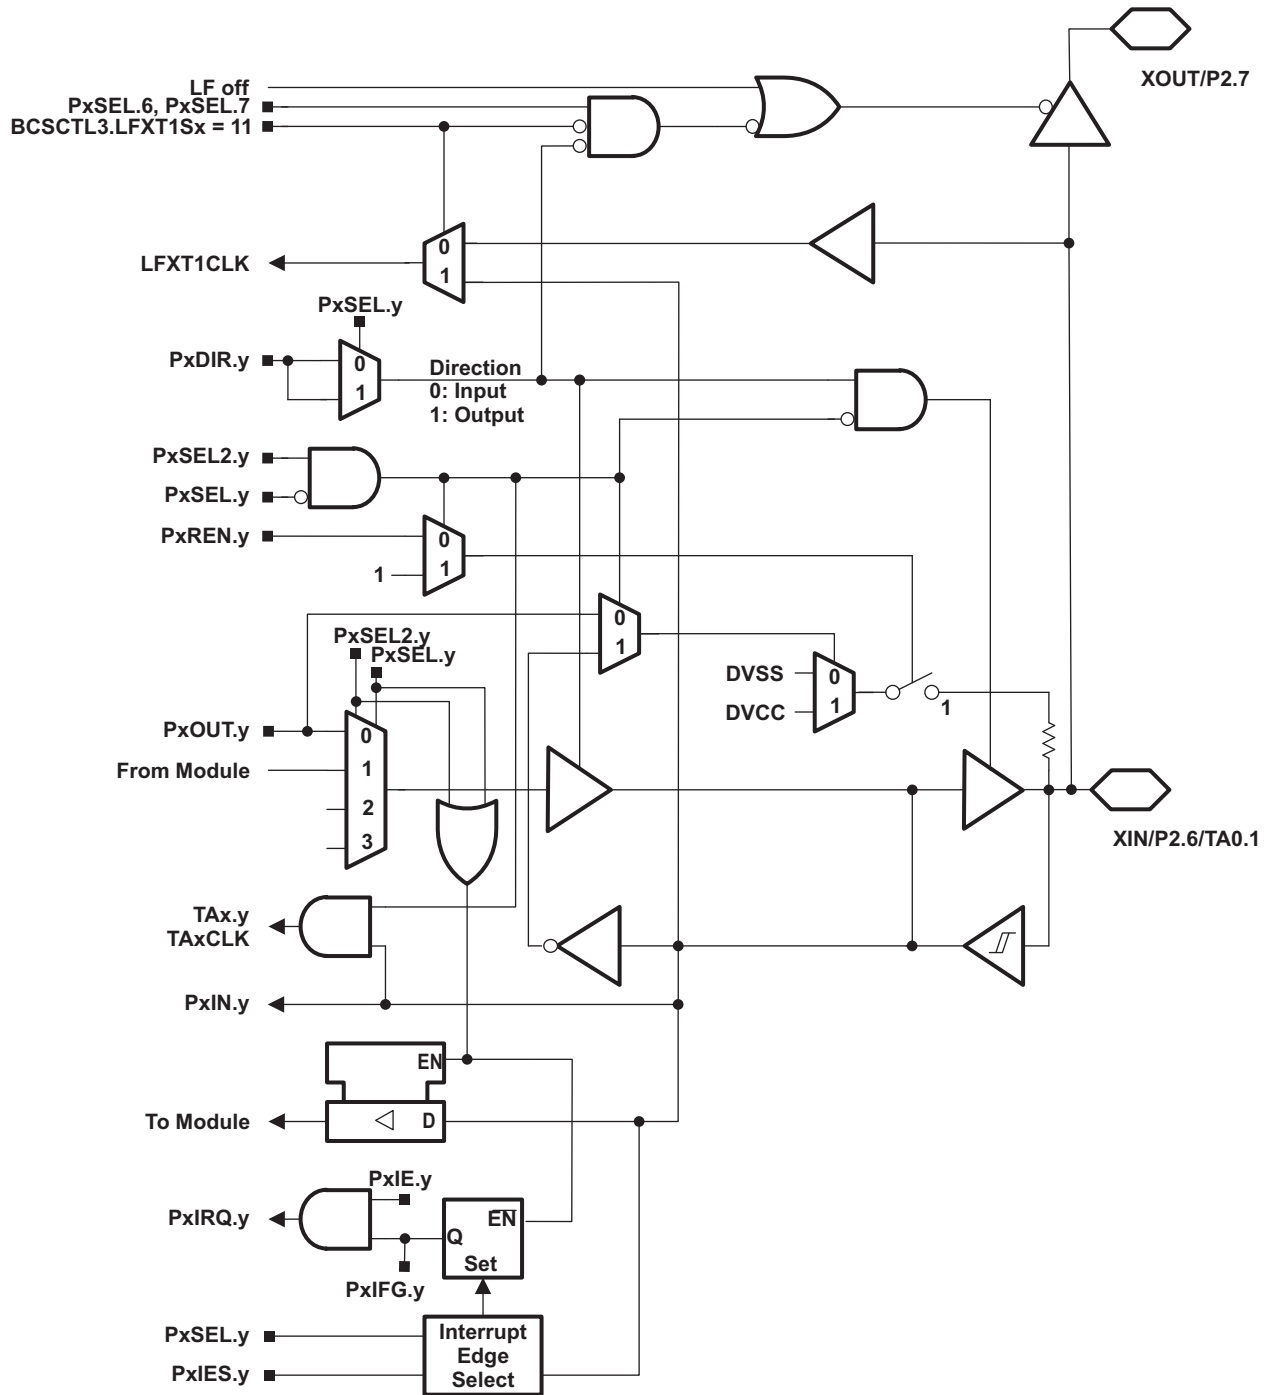 XOUT/P2.7
LF off
PxSEL.6, PxSEL.7
BCSCTL3.LFXT1Sx = 11
0
LFXT1CLK
1
PxSEL.y
PxDIR.y
0
1
Direction
0: Input
1: Output
PxSEL2.y
PxSEL.y
PxREN.y
0
1
1
0
1
PxSEL2.y
PxSEL.y
DVSS
0
DVCC
1
1
PxOUT.y
0
From Module
1
2
3
XIN/P2.6/TA0.1
TAx.y
TAxCLK
PxIN.y
EN
To Module
D
PxIE.y
PxIRQ.y
EN
Q
Set
PxIFG.y
PxSEL.y
PxIES.y
Interrupt
Edge
Select